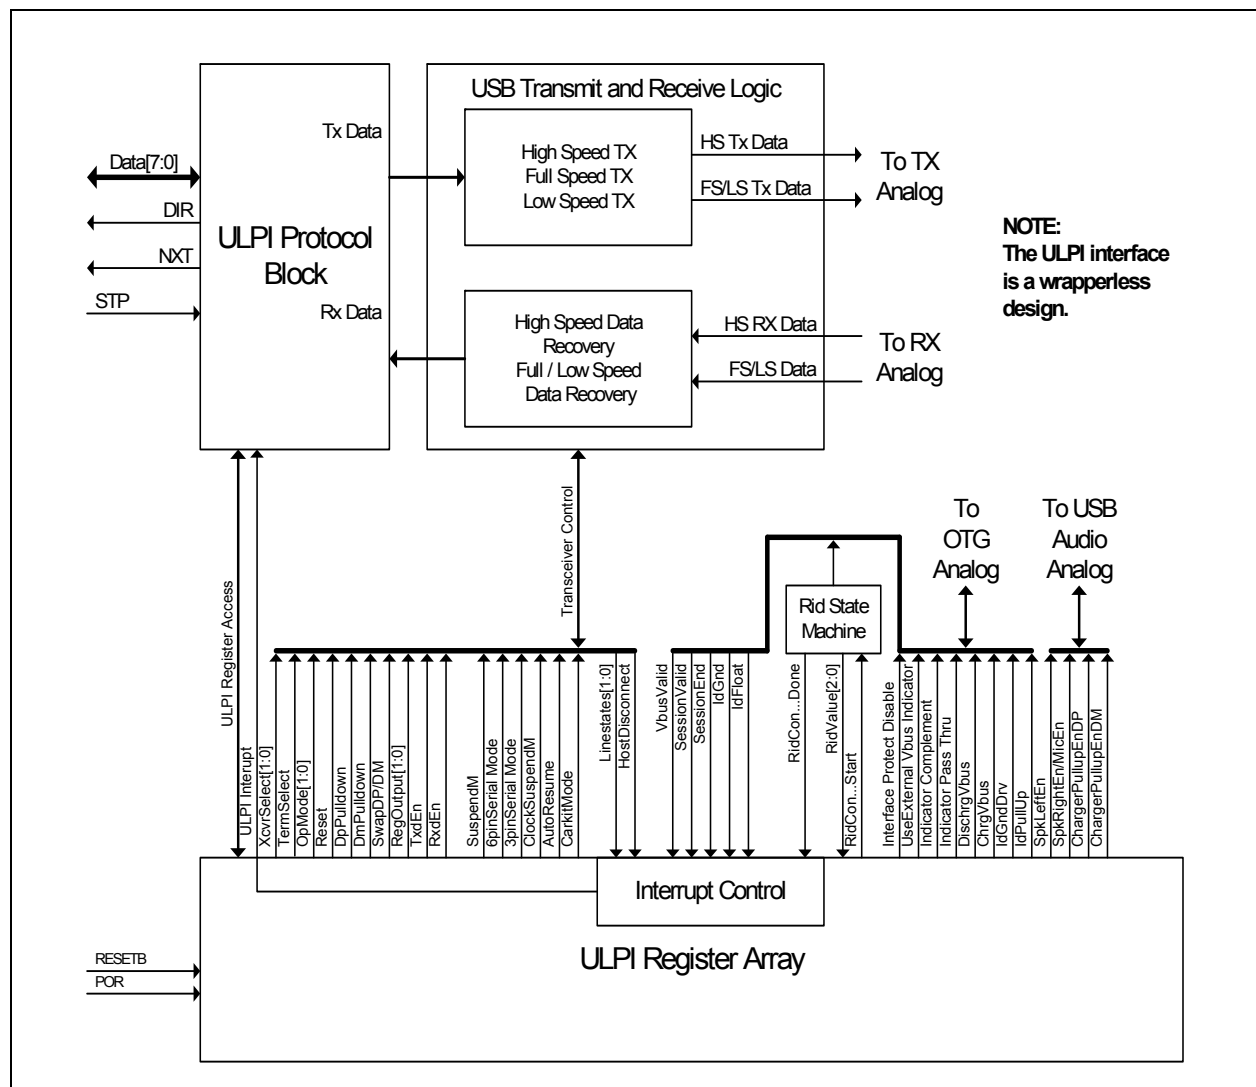 USB Transmit and Receive Logic
Tx Data
Data[7:0]
DIR
NXT
STP
ULPI Protocol
Block
Rx Data
High Speed TX
Full Speed TX
Low Speed TX
HS Tx Data
FS/LS Tx Data
To TX
Analog
High Speed Data
Recovery
Full / Low Speed
Data Recovery
HS RX Data
FS/LS Data
To RX
Analog
NOTE:
The ULPI interface
is a wrapperless
design.
ULPI Register Access
ULPI Interupt
Transceiver Control
XcvrSelect[1:0]
TermSelect
OpMode[1:0]
Reset
DpPulldown
DmPulldown
SwapDP/DM
RegOutput[1:0]
TxdEn
RxdEn
SuspendM
6pinSerial Mode
3pinSerial Mode
ClockSuspendM
AutoResume
CarkitMode
Linestates[1:0]
HostDisconnect
VbusValid
SessionValid
SessionEnd
IdGnd
IdFloat
Rid State
Machine
RidCon...Done
RidValue[2:0]
RidCon...Start
To
OTG
Analog
To USB
Audio
Analog
Interface Protect Disable
UseExternal Vbus Indicator
Indicator Complement
Indicator Pass Thru
DischrgVbus
ChrgVbus
IdGndDrv
IdPullUp
SpkLeftEn
SpkRightEn/MicEn
ChargerPullupEnDP
ChargerPullupEnDM
Interrupt Control
ULPI Register Array
RESETB
POR